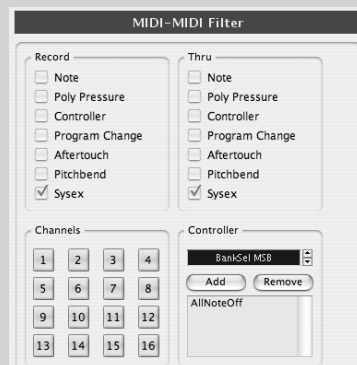 MIDI-MIDI Filter
Record
Note
Poly Pressure
Controller
Program Change
Aftertouch
Pitchbend
Sysex
Thru
Note
Poly Pressure
Controller
Program Change
Aftertouch
Pitchbend
Sysex
Channels
1 2 3 4
5 6 7 8
9 10 11 12
13 14 15 16
Controller
BankSel MSB
Add Remove
AllNoteOff